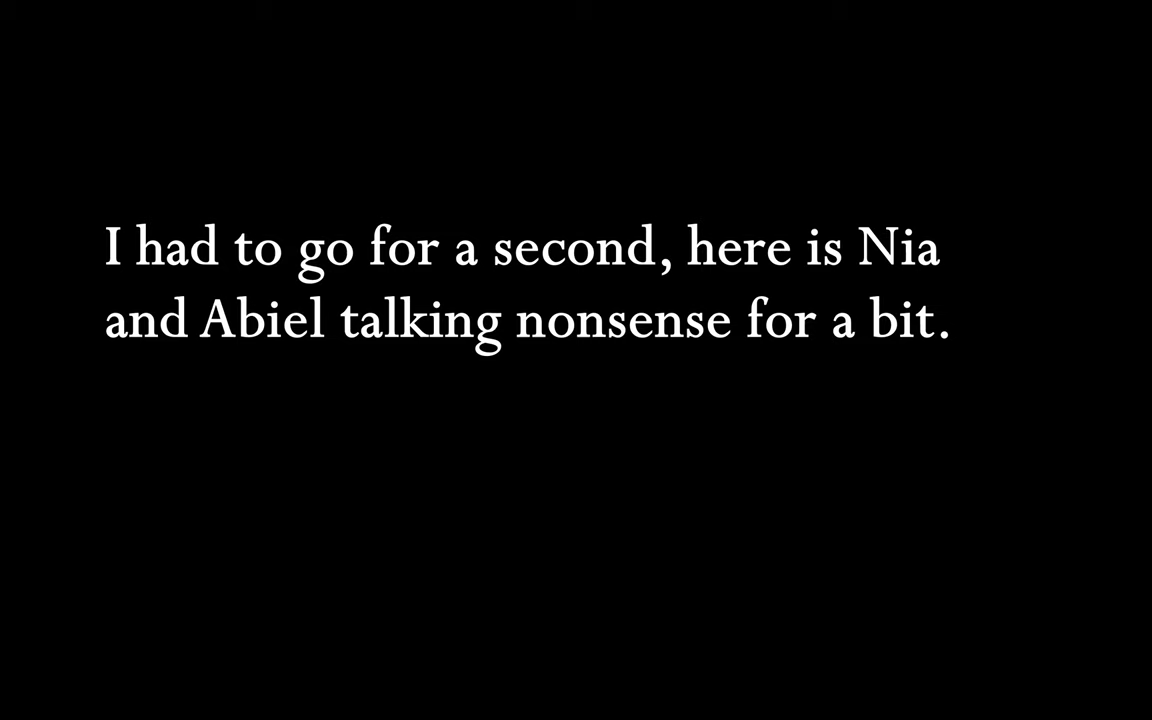 I had to go for a second, here is Nia
and Abiel talking nonsense for a bit.